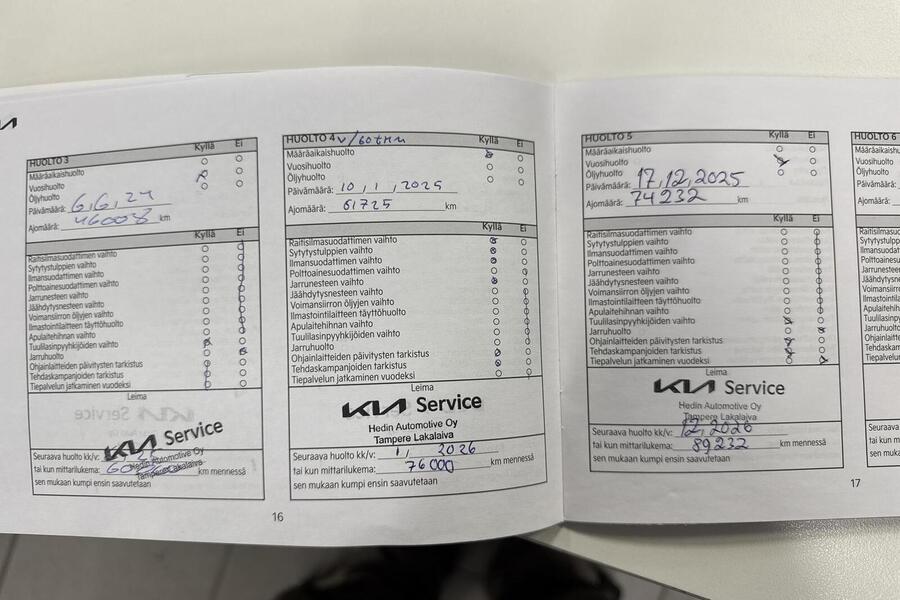 HUOLTO 3
Kyllä Ei
Määräaikaishuolto
Vuosihuolto
Öljyhuolto
Päivämäärä: 6,6,24
Ajomäärä: 46008 km
Kyllä Ei
Raitisilmasuodattimen vaihto
Sytytystulppien vaihto
Ilmansuodattimen vaihto
Polttoainesuodattimen vaihto
Jarrunesteen vaihto
Jäähdytysnesteen vaihto
Voimansiirron öljyjen vaihto
Ilmastointilaitteen täyttöhuolto
Apulaitehihnan vaihto
Tuulilasinpyyhkijöiden vaihto
Jarruhuolto
Ohjainlaitteiden päivitysten tarkistus
Tehdaskampanjoiden tarkistus
Tiepalvelun jatkaminen vuodeksi
Leima
KIA Service
Hedin Automotive Oy
Tampere Lakalaiva
Seuraava huolto kk/v:
tai kun mittarilukema: km mennessä
sen mukaan kumpi ensin saavutetaan
HUOLTO 4 v/60tkm
Kyllä Ei
Määräaikaishuolto
Vuosihuolto
Öljyhuolto
Päivämäärä: 10, 1, 2025
Ajomäärä: 61725 km
Kyllä Ei
Raitisilmasuodattimen vaihto
Sytytystulppien vaihto
Ilmansuodattimen vaihto
Polttoainesuodattimen vaihto
Jarrunesteen vaihto
Jäähdytysnesteen vaihto
Voimansiirron öljyjen vaihto
Ilmastointilaitteen täyttöhuolto
Apulaitehihnan vaihto
Tuulilasinpyyhkijöiden vaihto
Jarruhuolto
Ohjainlaitteiden päivitysten tarkistus
Tehdaskampanjoiden tarkistus
Tiepalvelun jatkaminen vuodeksi
Leima
KIA Service
Hedin Automotive Oy
Tampere Lakalaiva
Seuraava huolto kk/v: 1, 2026
tai kun mittarilukema: 76000 km mennessä
sen mukaan kumpi ensin saavutetaan
16
HUOLTO 5
Kyllä Ei
Määräaikaishuolto
Vuosihuolto
Öljyhuolto
Päivämäärä: 17,12,2025
Ajomäärä: 74232 km
Kyllä Ei
Raitisilmasuodattimen vaihto
Sytytystulppien vaihto
Ilmansuodattimen vaihto
Polttoainesuodattimen vaihto
Jarrunesteen vaihto
Jäähdytysnesteen vaihto
Voimansiirron öljyjen vaihto
Ilmastointilaitteen täyttöhuolto
Apulaitehihnan vaihto
Tuulilasinpyyhkijöiden vaihto
Jarruhuolto
Ohjainlaitteiden päivitysten tarkistus
Tehdaskampanjoiden tarkistus
Tiepalvelun jatkaminen vuodeksi
Leima
KIA Service
Hedin Automotive Oy
Tampere Lakalaiva
Seuraava huolto kk/v: 12, 2026
tai kun mittarilukema: 89232 km mennessä
sen mukaan kumpi ensin saavutetaan
17
HUOLTO 6